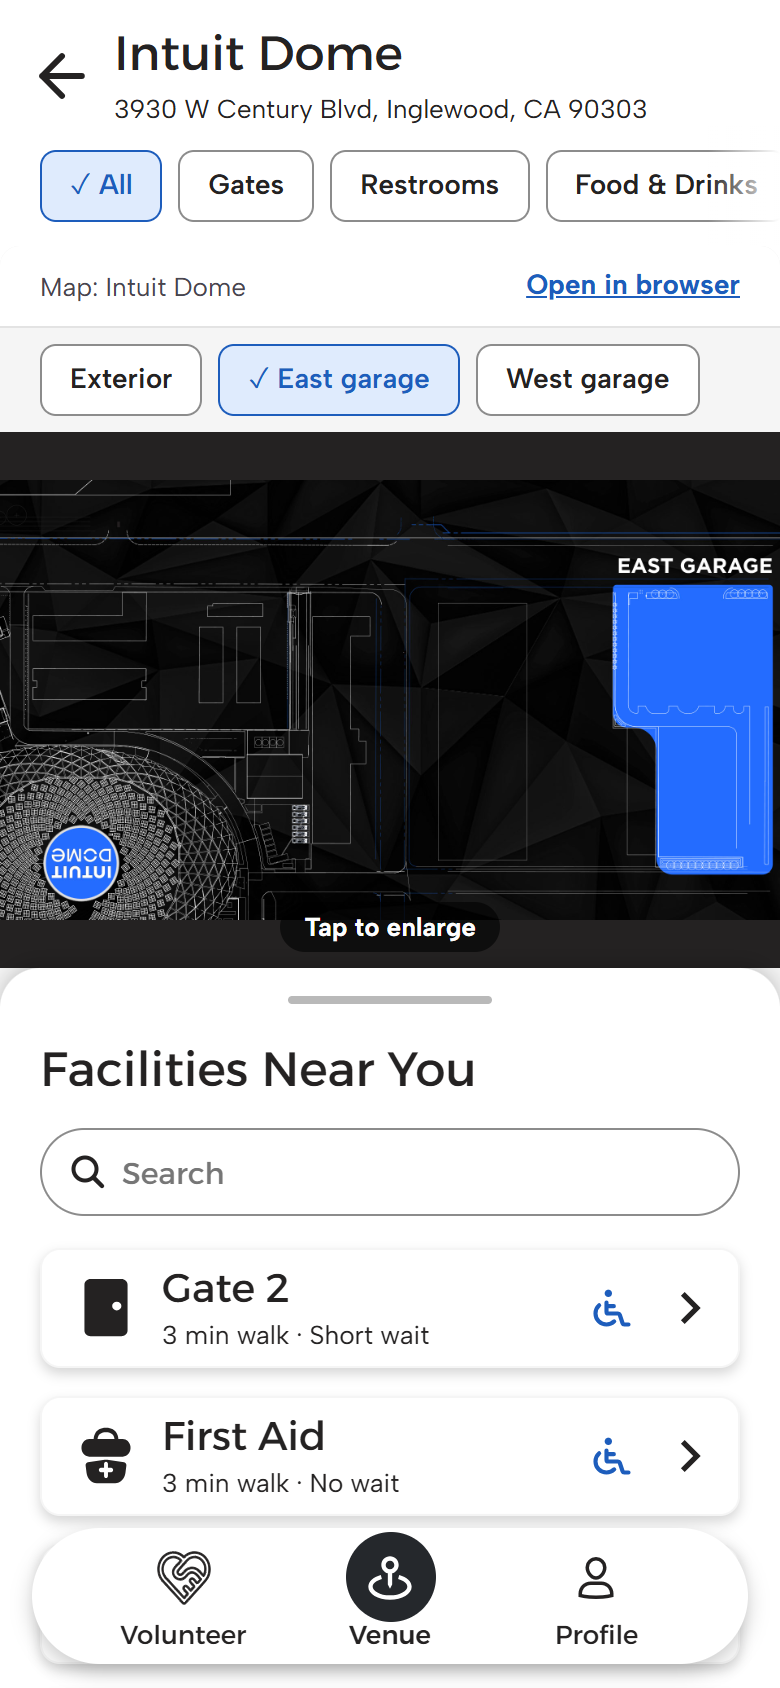 Intuit Dome
3930 W Century Blvd, Inglewood, CA 90303
✓ All
Gates
Restrooms
Food & Drinks
Map: Intuit Dome
Open in browser
Exterior
✓ East garage
West garage
EAST GARAGE
INTUIT
DOME
Tap to enlarge
Facilities Near You
Search
Gate 2
3 min walk · Short wait
First Aid
3 min walk · No wait
Volunteer
Venue
Profile